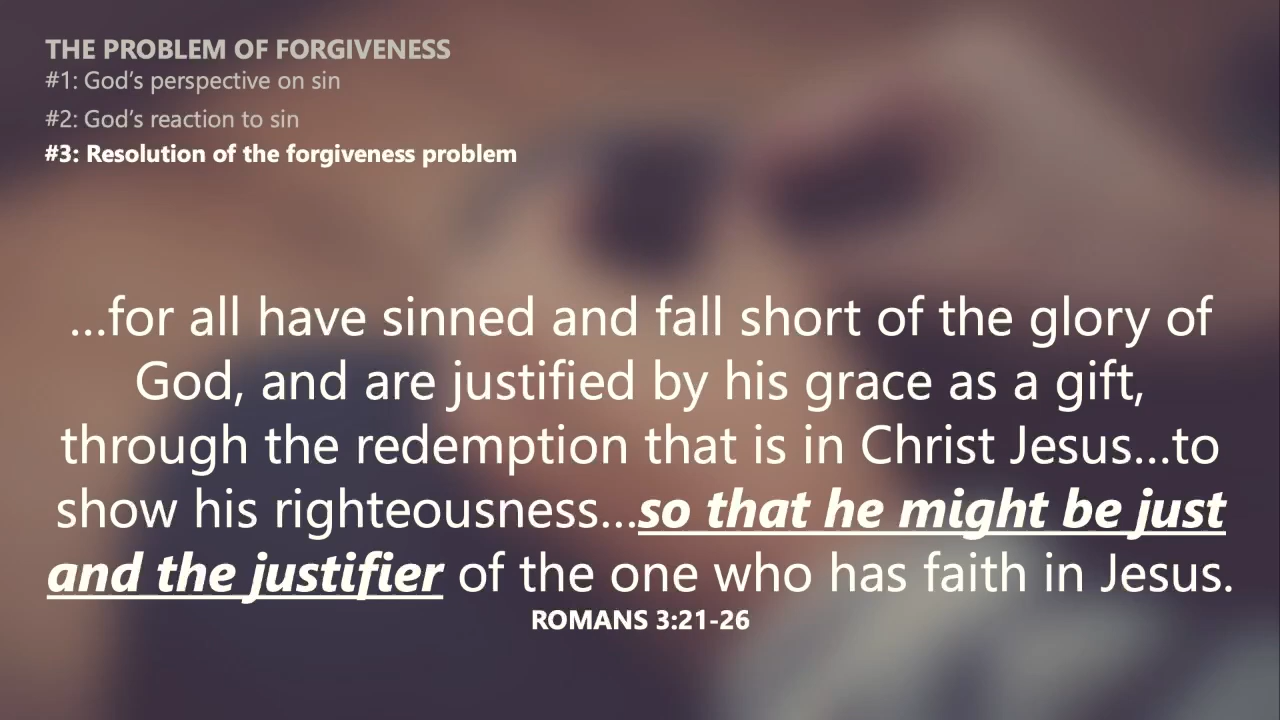 THE PROBLEM OF FORGIVENESS
#1: God’s perspective on sin
#2: God’s reaction to sin
#3: Resolution of the forgiveness problem
…for all have sinned and fall short of the glory of
God, and are justified by his grace as a gift,
through the redemption that is in Christ Jesus…to
show his righteousness…so that he might be just
and the justifier of the one who has faith in Jesus.
ROMANS 3:21-26